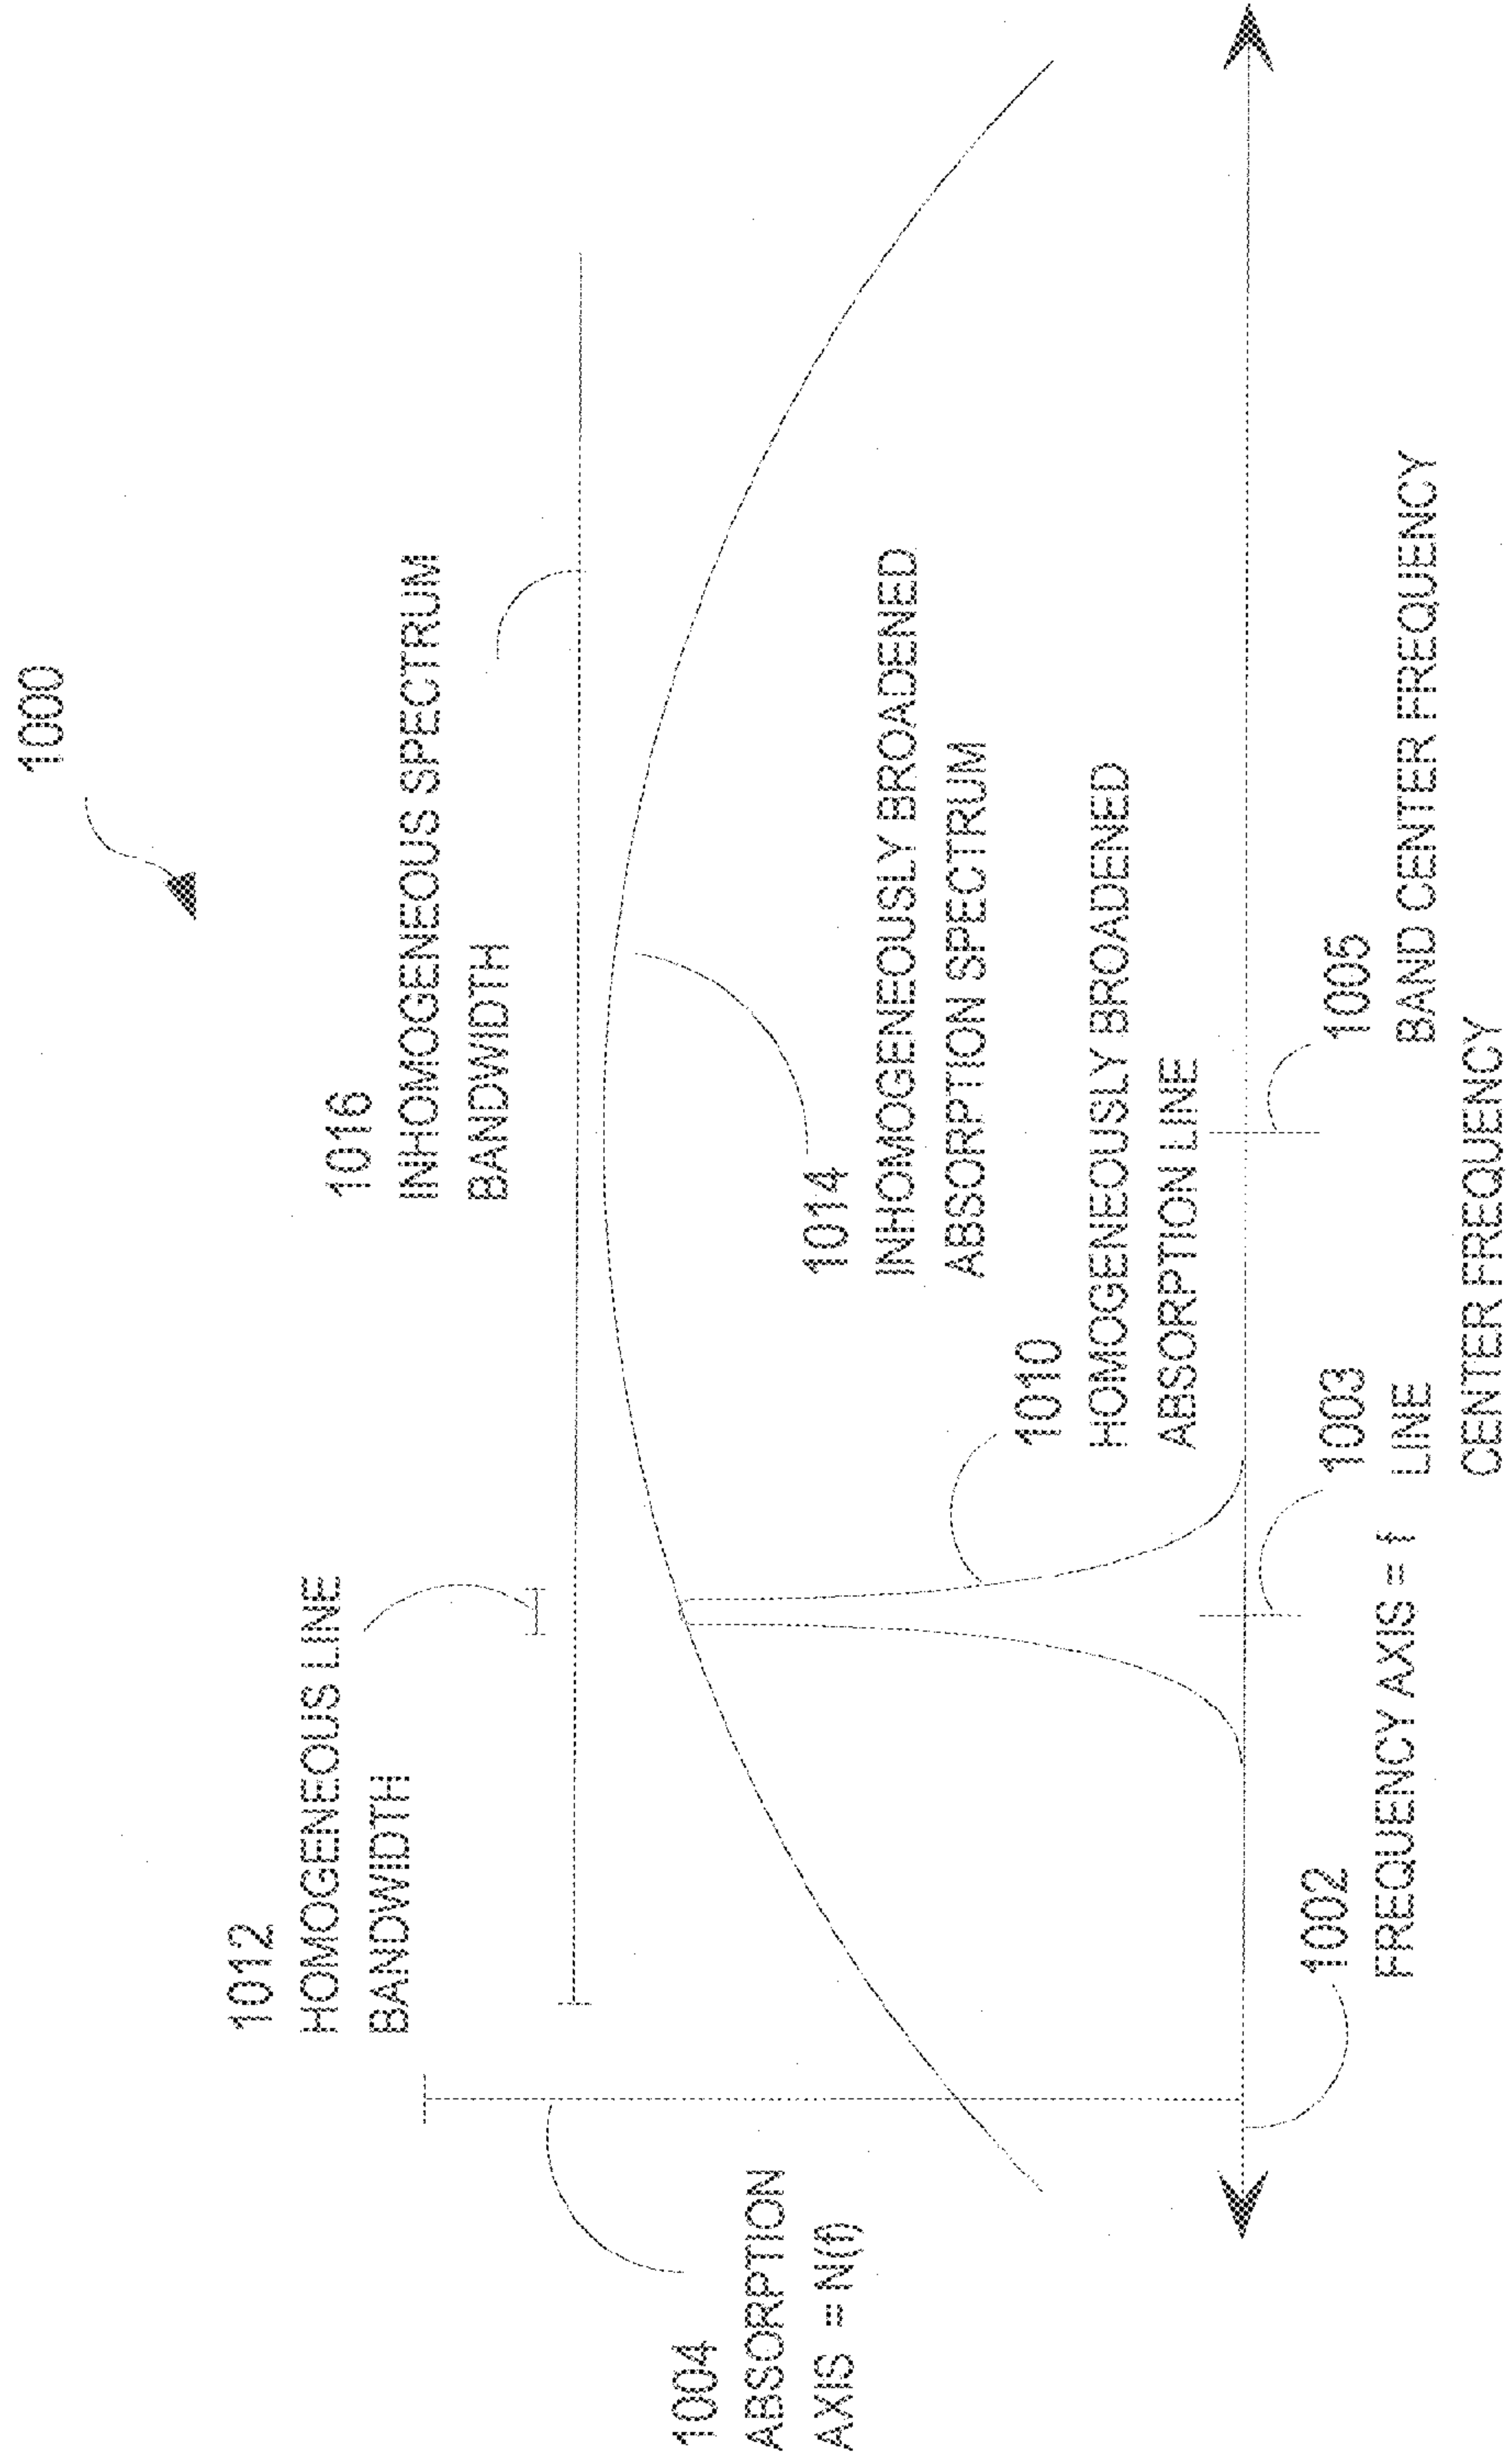 1000
1016
INHOMOGENEOUS SPECTRUM
BANDWIDTH
1012
HOMOGENEOUS LINE
BANDWIDTH
1004
ABSORPTION
AXIS = N(f)
1014
INHOMOGENEOUSLY BROADENED
ABSORPTION SPECTRUM
1010
HOMOGENEOUSLY BROADENED
ABSORPTION LINE
1002
FREQUENCY AXIS = f
1003
LINE
CENTER FREQUENCY
1005
BAND CENTER FREQUENCY